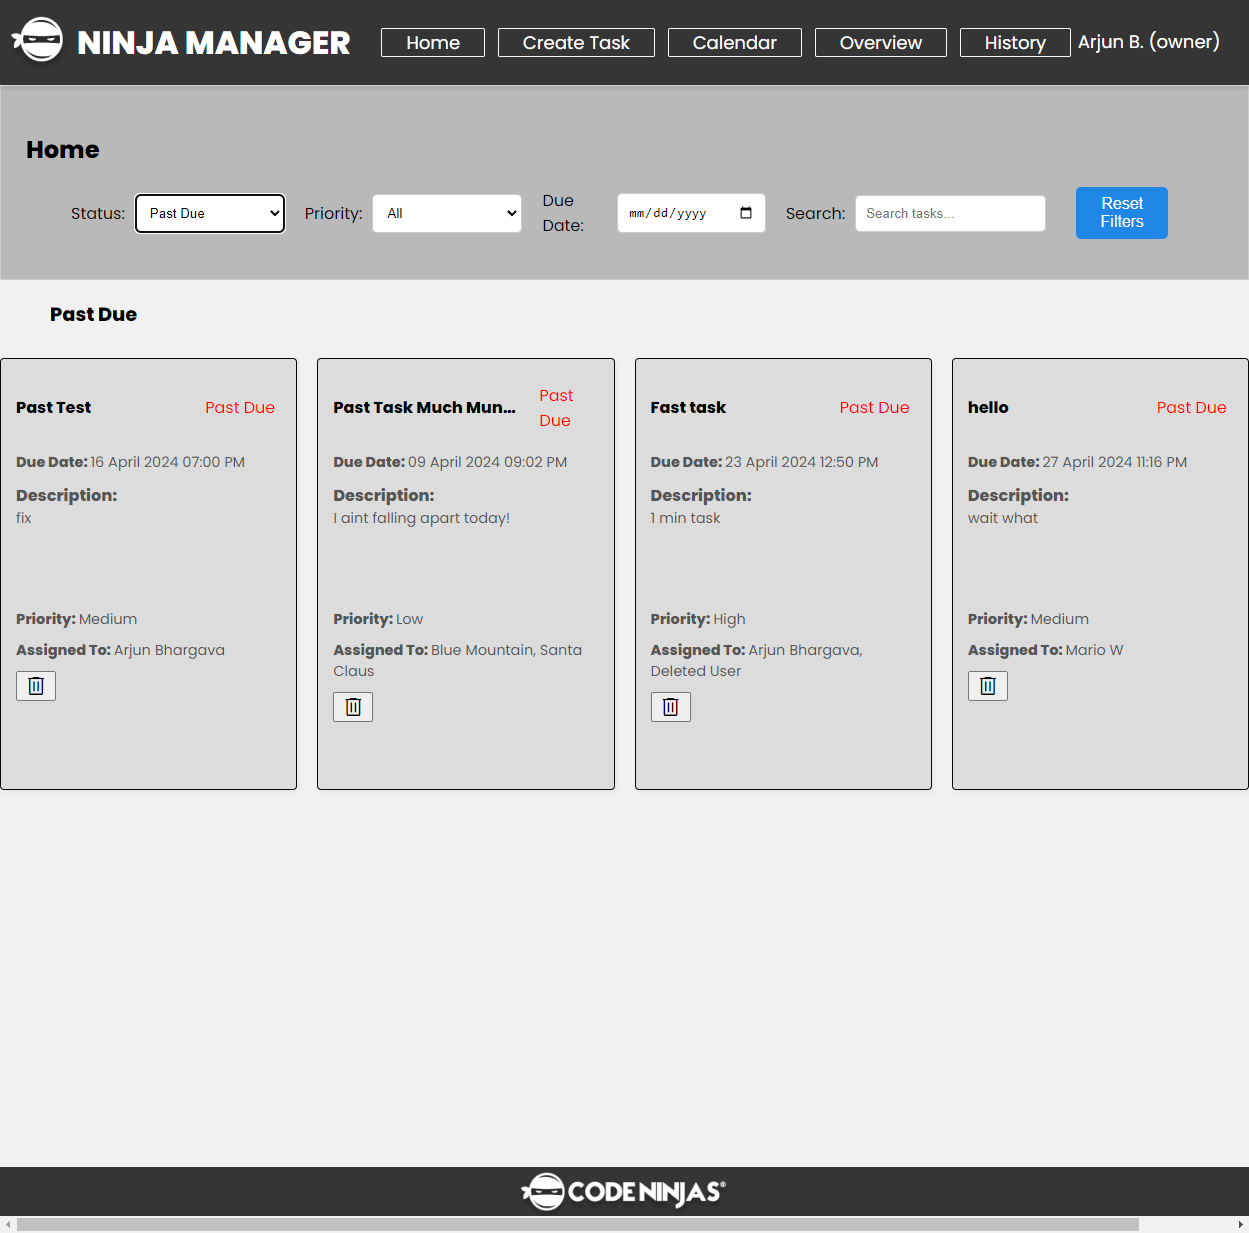 NINJA MANAGER
Home
Create Task
Calendar
Overview
History
Arjun B. (owner)
Home
Status:
Past Due
Priority:
All
Due
Date:
mm/dd/yyyy
Search:
Search tasks...
Reset
Filters
Past Due
Past Test
Past Due
Due Date: 16 April 2024 07:00 PM
Description:
fix
Priority: Medium
Assigned To: Arjun Bhargava
Past Task Much Mun...
Past
Due
Due Date: 09 April 2024 09:02 PM
Description:
I aint falling apart today!
Priority: Low
Assigned To: Blue Mountain, Santa
Claus
Fast task
Past Due
Due Date: 23 April 2024 12:50 PM
Description:
1 min task
Priority: High
Assigned To: Arjun Bhargava,
Deleted User
hello
Past Due
Due Date: 27 April 2024 11:16 PM
Description:
wait what
Priority: Medium
Assigned To: Mario W
CODE NINJAS®